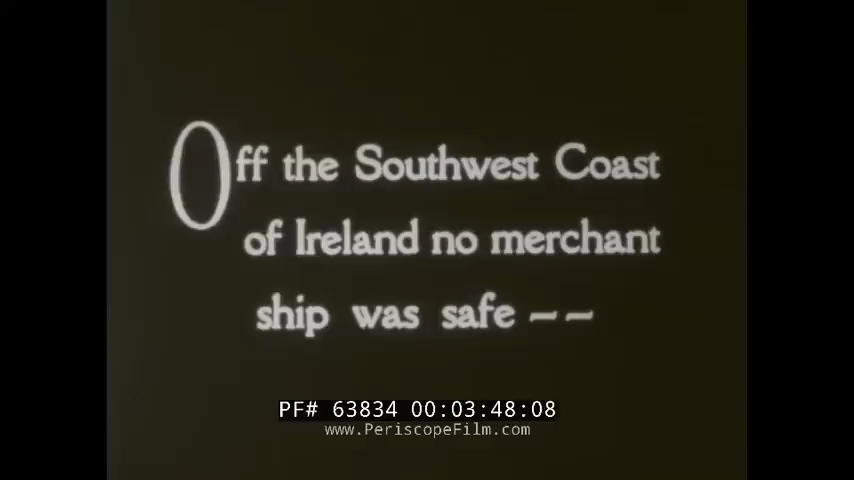 Off the Southwest Coast
of Ireland no merchant
ship was safe – –
PF# 63834 00:03:48:08
www.PeriscopeFilm.com